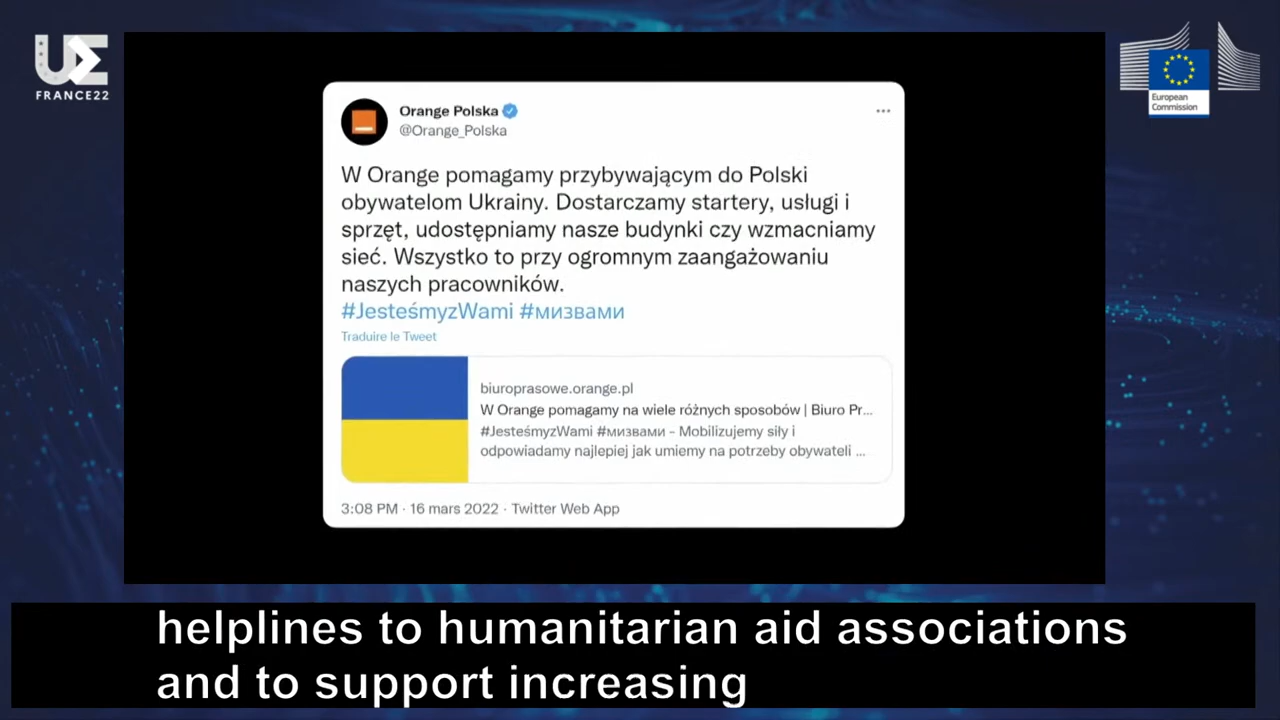 UE
FRANCE22
European
Commission
Orange Polska
@Orange_Polska
W Orange pomagamy przybywającym do Polski
obywatelom Ukrainy. Dostarczamy startery, usługi i
sprzęt, udostępniamy nasze budynki czy wzmacniamy
sieć. Wszystko to przy ogromnym zaangażowaniu
naszych pracowników.
#JesteśmyzWami #мизвами
Traduire le Tweet
biuroprasowe.orange.pl
W Orange pomagamy na wiele różnych sposobów | Biuro Pr...
#JesteśmyzWami #мизвами - Mobilizujemy siły i
odpowiadamy najlepiej jak umiemy na potrzeby obywateli ...
3:08 PM · 16 mars 2022 · Twitter Web App
helplines to humanitarian aid associations
and to support increasing